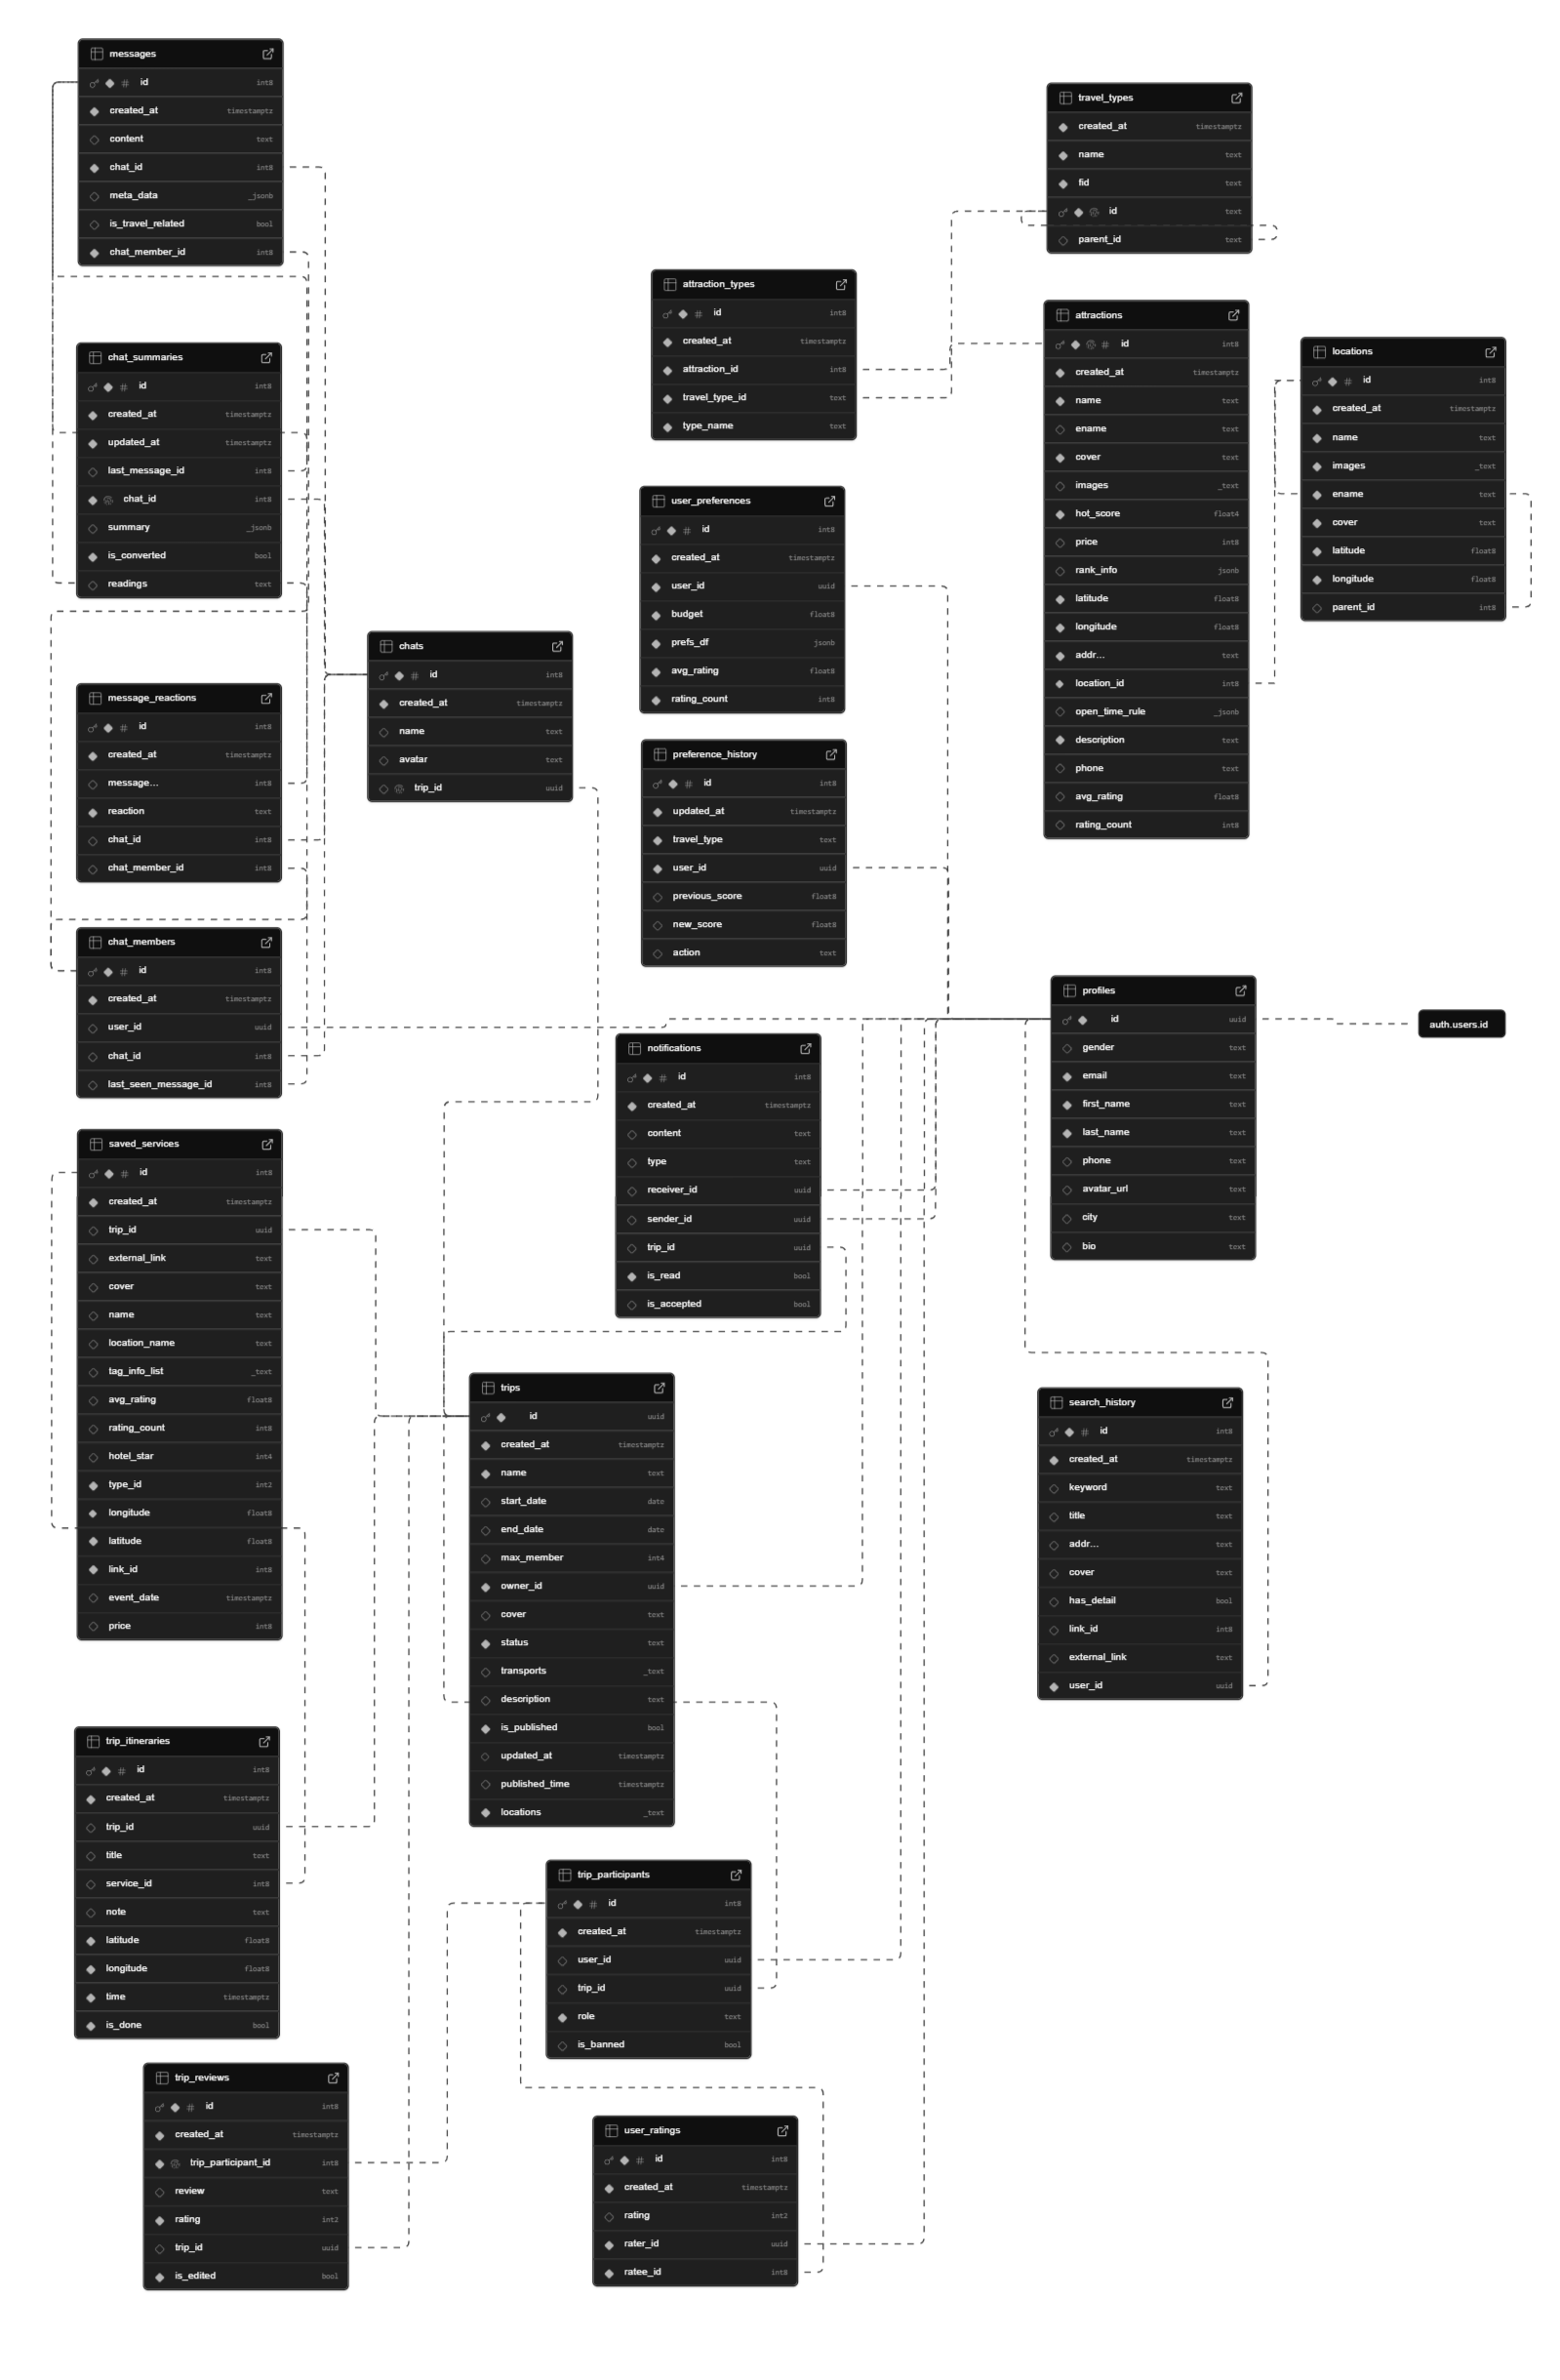 messages
id int8
created_at timestamptz
content text
chat_id int8
meta_data _jsonb
is_travel_related bool
chat_member_id int8
chat_summaries
id int8
created_at timestamptz
updated_at timestamptz
last_message_id int8
chat_id int8
summary _jsonb
is_converted bool
readings text
message_reactions
id int8
created_at timestamptz
message... int8
reaction text
chat_id int8
chat_member_id int8
chat_members
id int8
created_at timestamptz
user_id uuid
chat_id int8
last_seen_message_id int8
saved_services
id int8
created_at timestamptz
trip_id uuid
external_link text
cover text
name text
location_name text
tag_info_list _text
avg_rating float8
rating_count int8
hotel_star int4
type_id int2
longitude float8
latitude float8
link_id int8
event_date timestamptz
price int8
trip_itineraries
id int8
created_at timestamptz
trip_id uuid
title text
service_id int8
note text
latitude float8
longitude float8
time timestamptz
is_done bool
trip_reviews
id int8
created_at timestamptz
trip_participant_id int8
review text
rating int2
trip_id uuid
is_edited bool
chats
id int8
created_at timestamptz
name text
avatar text
trip_id uuid
trips
id uuid
created_at timestamptz
name text
start_date date
end_date date
max_member int4
owner_id uuid
cover text
status text
transports _text
description text
is_published bool
updated_at timestamptz
published_time timestamptz
locations _text
attraction_types
id int8
created_at timestamptz
attraction_id int8
travel_type_id text
type_name text
user_preferences
id int8
created_at timestamptz
user_id uuid
budget float8
prefs_df jsonb
avg_rating float8
rating_count int8
preference_history
id int8
updated_at timestamptz
travel_type text
user_id uuid
previous_score float8
new_score float8
action text
notifications
id int8
created_at timestamptz
content text
type text
receiver_id uuid
sender_id uuid
trip_id uuid
is_read bool
is_accepted bool
trip_participants
id int8
created_at timestamptz
user_id uuid
trip_id uuid
role text
is_banned bool
user_ratings
id int8
created_at timestamptz
rating int2
rater_id uuid
ratee_id int8
travel_types
created_at timestamptz
name text
fid text
id text
parent_id text
attractions
id int8
created_at timestamptz
name text
ename text
cover text
images _text
hot_score float4
price int8
rank_info jsonb
latitude float8
longitude float8
addr... text
location_id int8
open_time_rule _jsonb
description text
phone text
avg_rating float8
rating_count int8
locations
id int8
created_at timestamptz
name text
images _text
ename text
cover text
latitude float8
longitude float8
parent_id int8
profiles
id uuid
gender text
email text
first_name text
last_name text
phone text
avatar_url text
city text
bio text
auth.users.id
search_history
id int8
created_at timestamptz
keyword text
title text
addr... text
cover text
has_detail bool
link_id int8
external_link text
user_id uuid